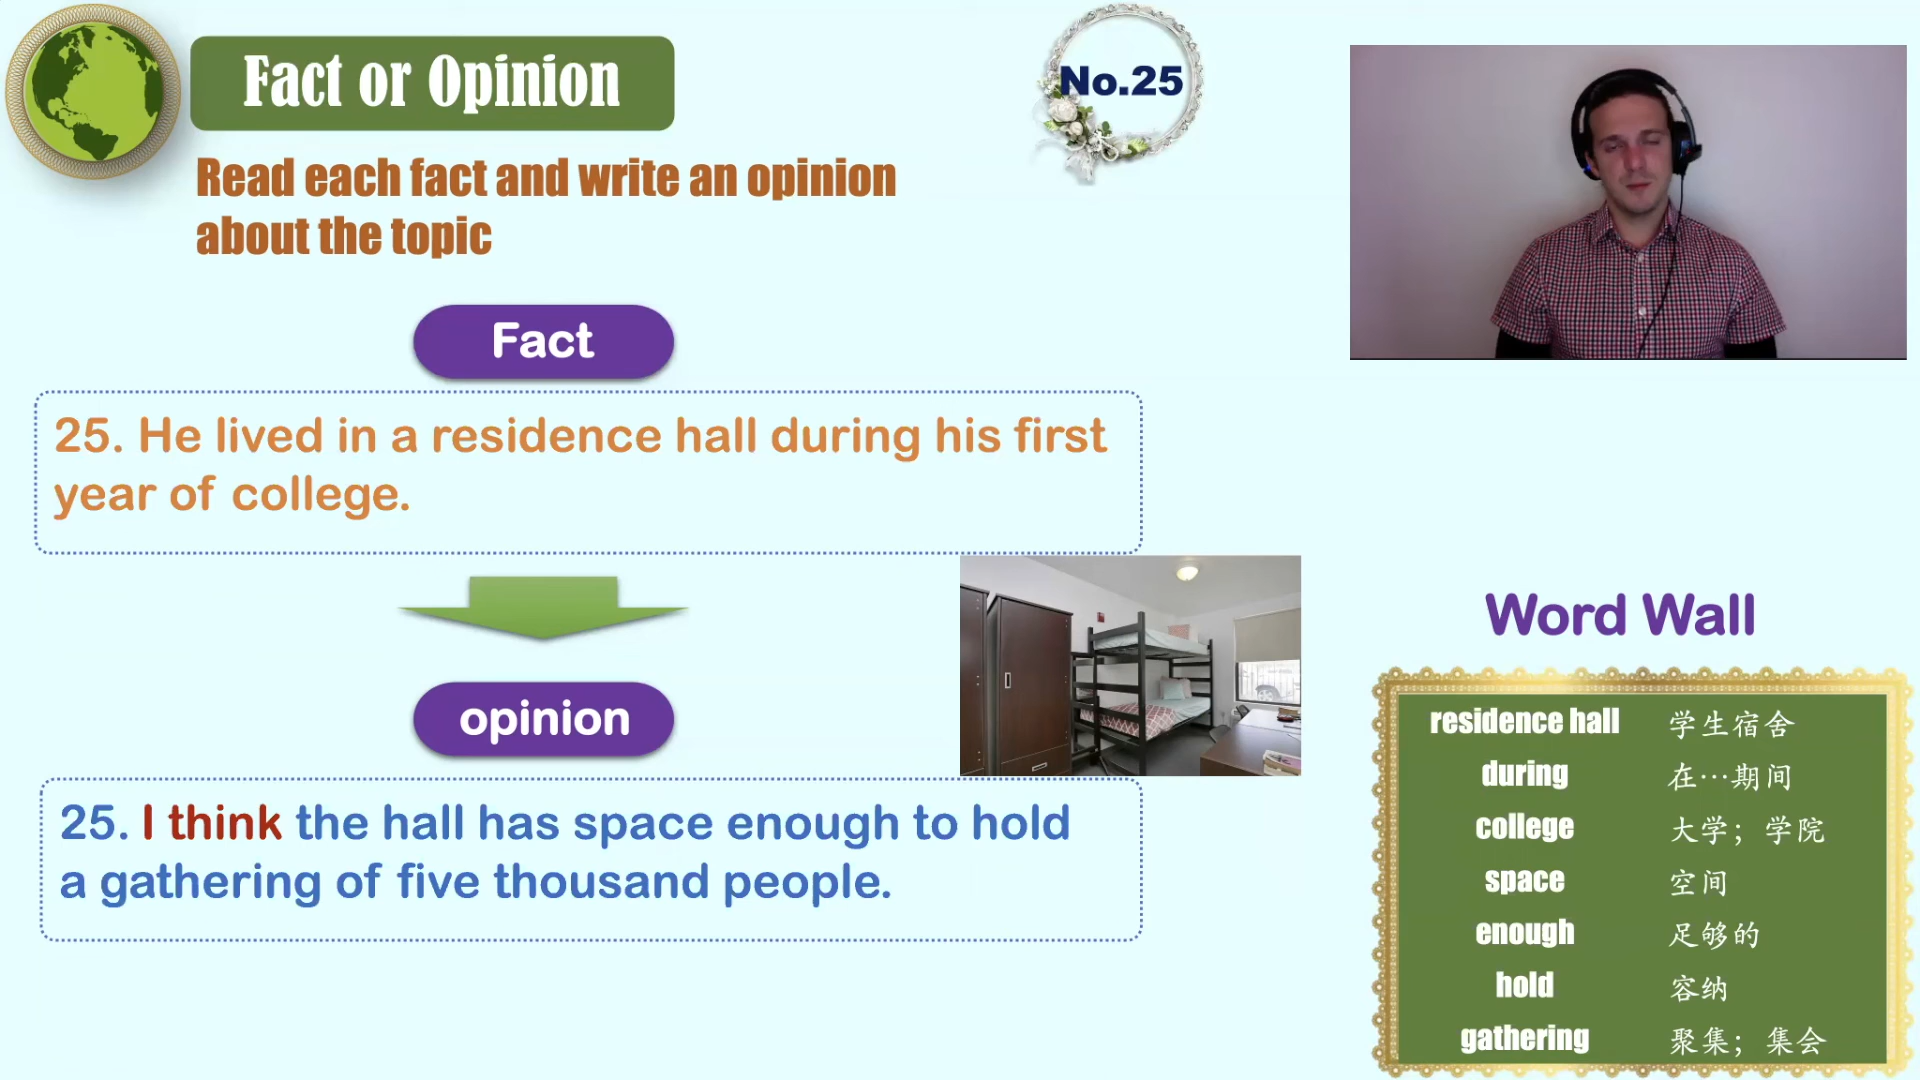 Fact or Opinion
No.25
Read each fact and write an opinion
about the topic
Fact
25. He lived in a residence hall during his first
year of college.
opinion
25. I think the hall has space enough to hold
a gathering of five thousand people.
Word Wall
residence hall 学生宿舍
during 在…期间
college 大学；学院
space 空间
enough 足够的
hold 容纳
gathering 聚集；集会